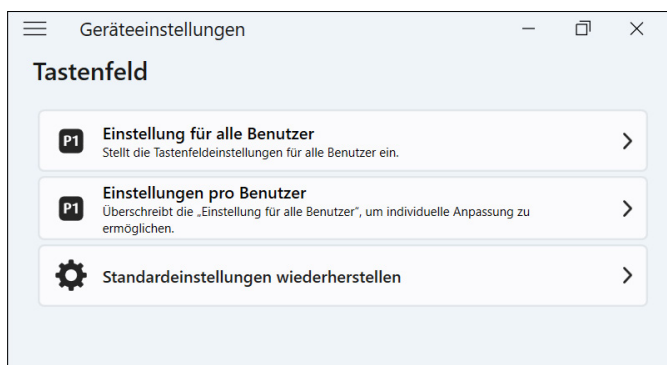 Geräteeinstellungen
Tastenfeld
P1
Einstellung für alle Benutzer
Stellt die Tastenfeldeinstellungen für alle Benutzer ein.
P1
Einstellungen pro Benutzer
Überschreibt die „Einstellung für alle Benutzer“, um individuelle Anpassung zu
ermöglichen.
Standardeinstellungen wiederherstellen